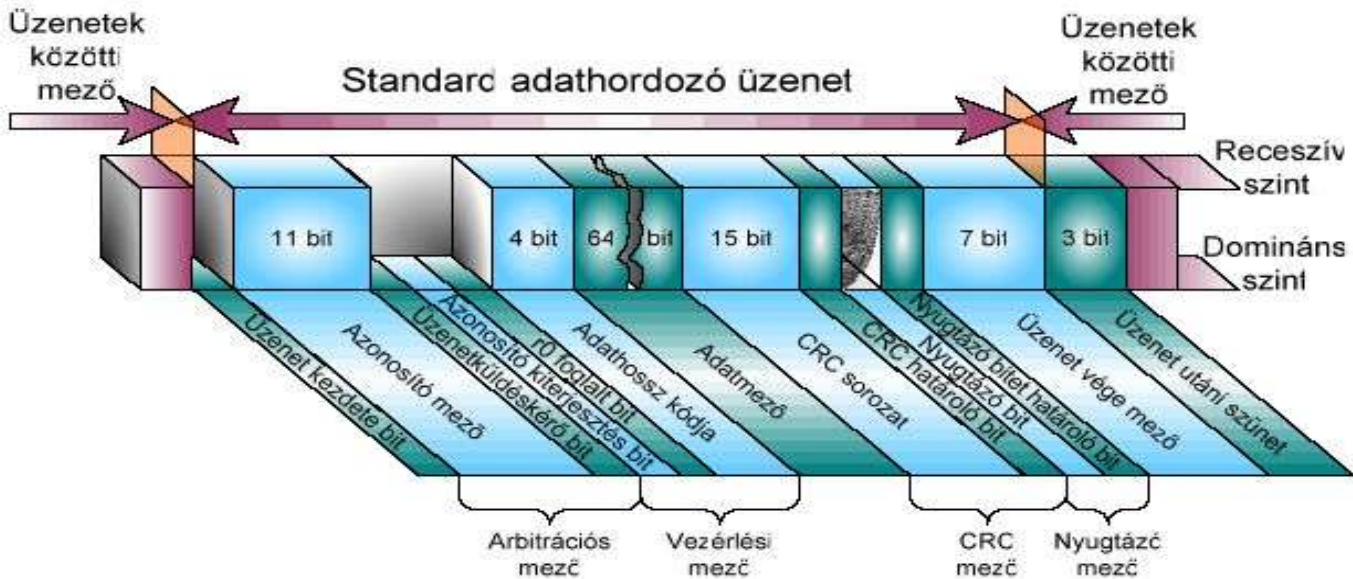 Üzenetek
közötti
mező
Standard adathordozó üzenet
Üzenetek
közötti
mező
Recesszív
szint
Domináns
szint
11 bit
4 bit
64
bit
15 bit
7 bit
3 bit
Üzenet kezdete bit
Azonosító mező
Üzenetküldéskérő bit
Azonosító kiterjesztés bit
r0 foglalt bit
Adathossz kódja
Adatmező
CRC sorozat
CRC határoló bit
Nyugtázó bit
Nyugtázó bitet határoló bit
Üzenet vége mező
Üzenet utáni szünet
Arbitrációs
mező
Vezérlési
mező
CRC
mező
Nyugtázó
mező